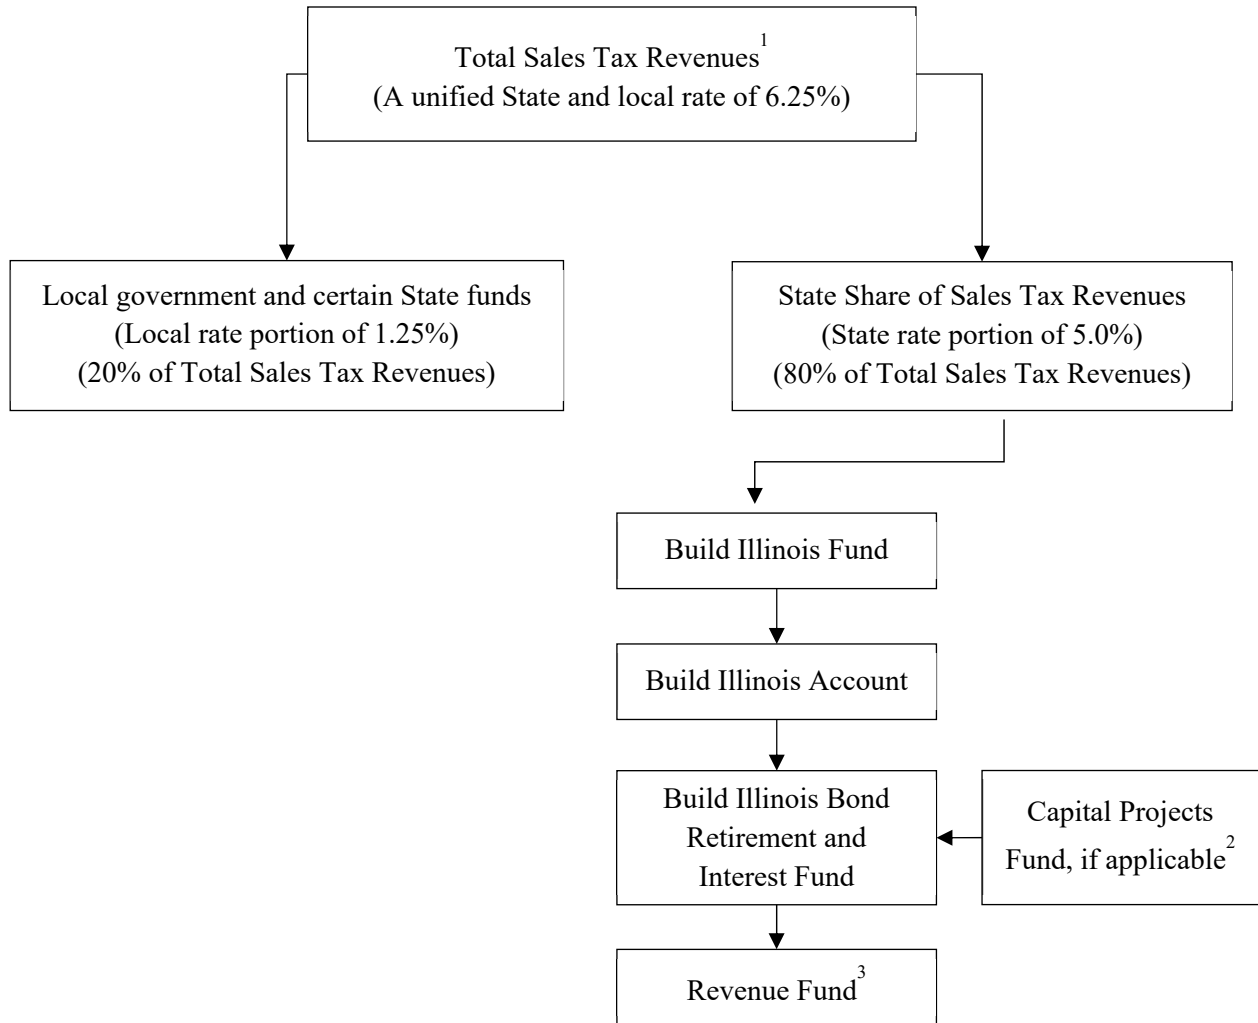 Total Sales Tax Revenues1
(A unified State and local rate of 6.25%)
Local government and certain State funds
(Local rate portion of 1.25%)
(20% of Total Sales Tax Revenues)
State Share of Sales Tax Revenues
(State rate portion of 5.0%)
(80% of Total Sales Tax Revenues)
Build Illinois Fund
Build Illinois Account
Build Illinois Bond
Retirement and
Interest Fund
Capital Projects
Fund, if applicable2
Revenue Fund3